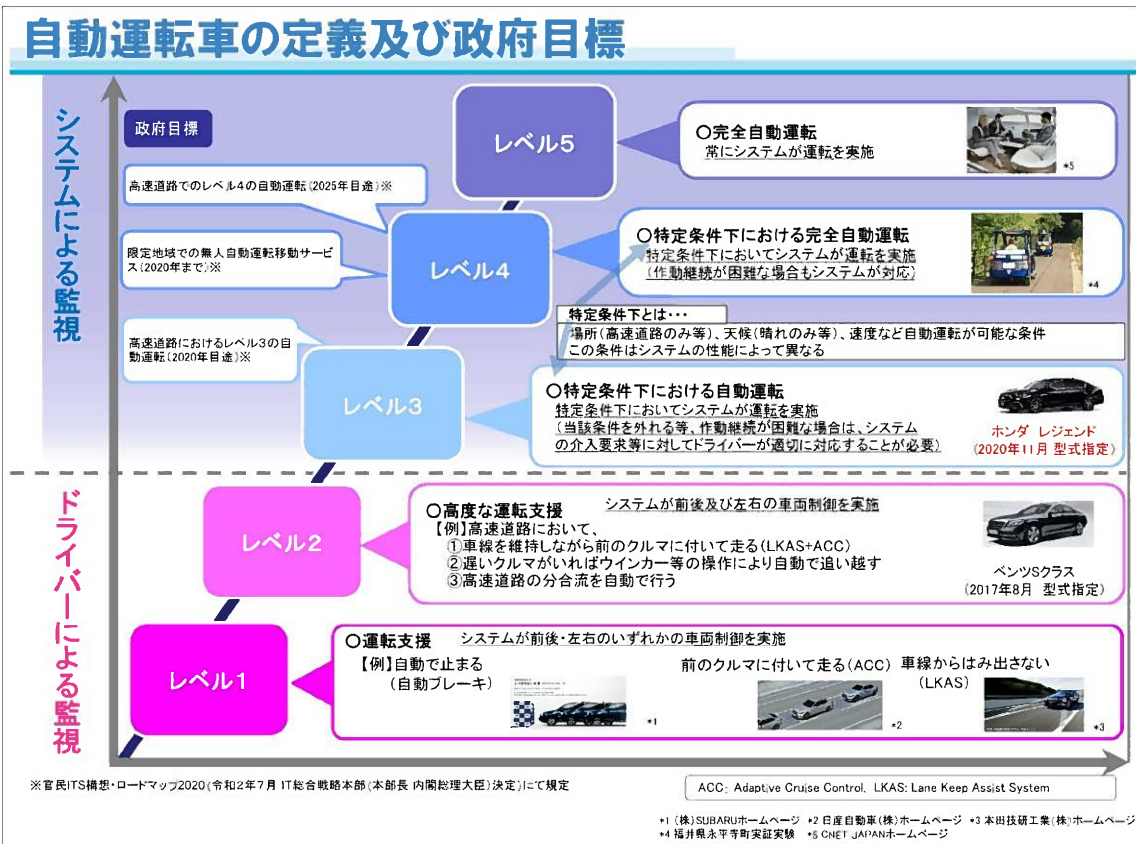 自動運転車の定義及び政府目標
システムによる監視
政府目標
レベル5
〇完全自動運転
常にシステムが運転を実施
*5
高速道路でのレベル4の自動運転(2025年目途)※
限定地域での無人自動運転移動サービ
ス(2020年まで)※
レベル4
〇特定条件下における完全自動運転
特定条件下においてシステムが運転を実施
(作動継続が困難な場合もシステムが対応)
*4
特定条件下とは・・・
場所(高速道路のみ等)、天候(晴れのみ等)、速度など自動運転が可能な条件
この条件はシステムの性能によって異なる
高速道路におけるレベル3の自
動運転(2020年目途)※
レベル3
〇特定条件下における自動運転
特定条件下においてシステムが運転を実施
(当該条件を外れる等、作動継続が困難な場合は、システム
の介入要求等に対してドライバーが適切に対応することが必要)
ホンダ レジェンド
(2020年11月 型式指定)
ドライバーによる監視
レベル2
〇高度な運転支援 システムが前後及び左右の車両制御を実施
【例】高速道路において、
①車線を維持しながら前のクルマに付いて走る(LKAS+ACC)
②遅いクルマがいればウインカー等の操作により自動で追い越す
③高速道路の分合流を自動で行う
ベンツSクラス
(2017年8月 型式指定)
レベル1
〇運転支援 システムが前後・左右のいずれかの車両制御を実施
【例】自動で止まる
(自動ブレーキ)
*1
前のクルマに付いて走る(ACC)
*2
車線からはみ出さない
(LKAS)
*3
※官民ITS構想・ロードマップ2020(令和2年7月 IT総合戦略本部(本部長 内閣総理大臣)決定)にて規定
ACC: Adaptive Cruise Control, LKAS: Lane Keep Assist System
*1 (株)SUBARUホームページ *2 日産自動車(株)ホームページ *3 本田技研工業(株)ホームページ
*4 福井県永平寺町実証実験 *5 CNET JAPANホームページ